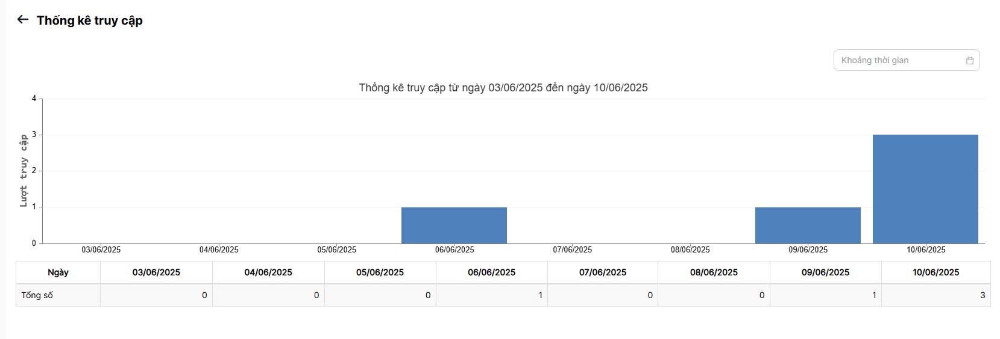 Thống kê truy cập
Khoảng thời gian
Thống kê truy cập từ ngày 03/06/2025 đến ngày 10/06/2025
Lượt truy cập
4
3
2
1
0
03/06/2025 04/06/2025 05/06/2025 06/06/2025 07/06/2025 08/06/2025 09/06/2025 10/06/2025
Ngày 03/06/2025 04/06/2025 05/06/2025 06/06/2025 07/06/2025 08/06/2025 09/06/2025 10/06/2025
Tổng số 0 0 0 1 0 0 1 3